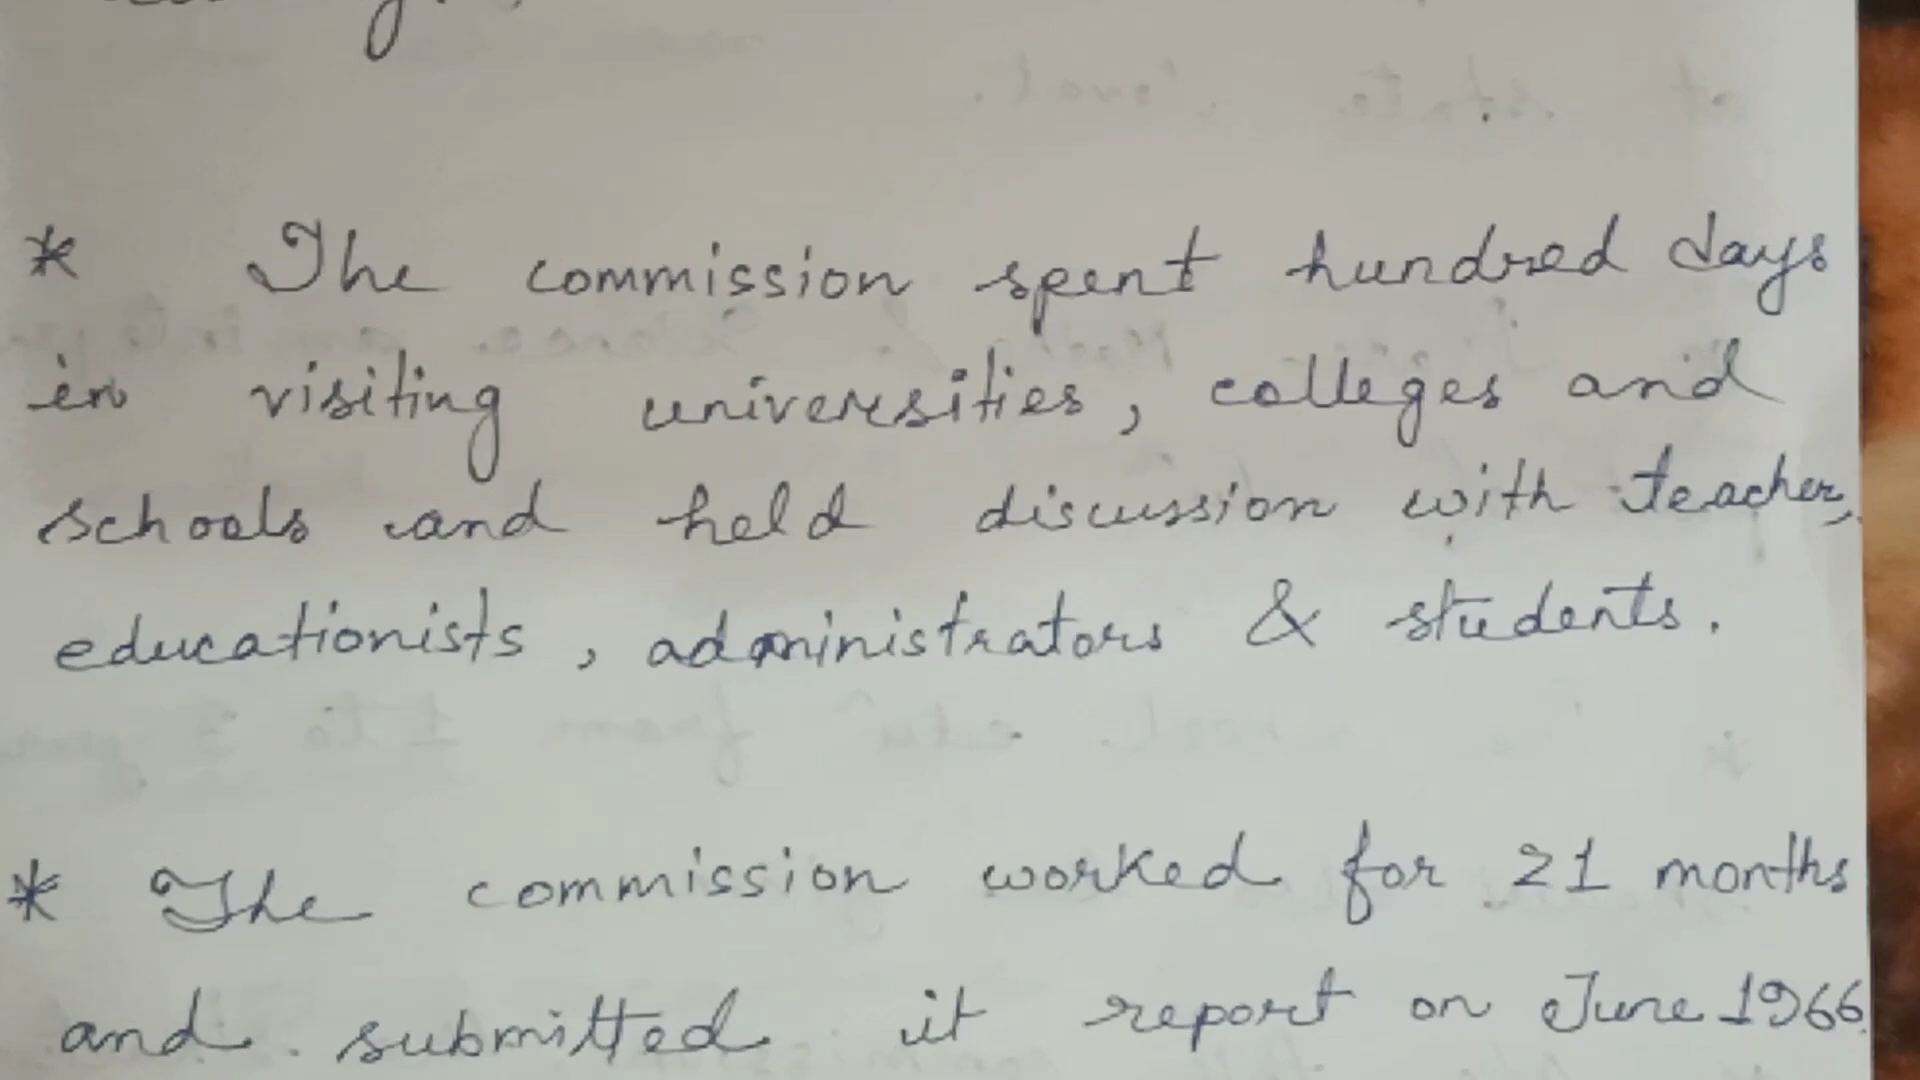 * The commission spent hundred days
in visiting universities, colleges and
schools and held discussion with teacher,
educationists, administrators & students.
* The commission worked for 21 months
and submitted it report on June 1966